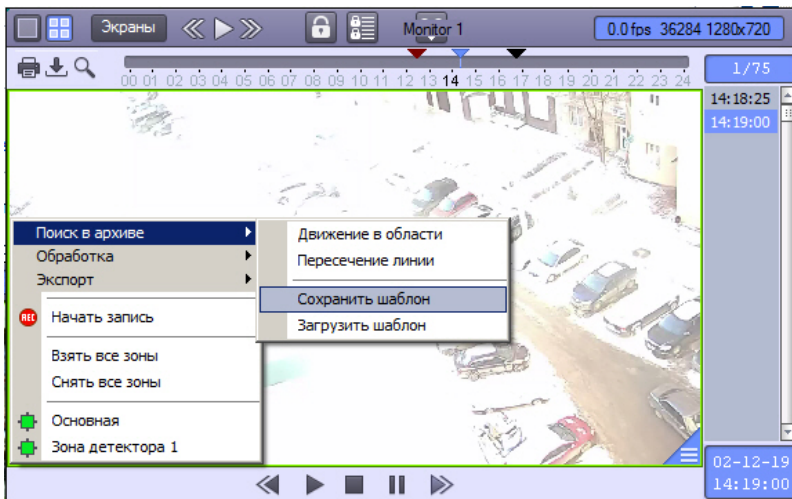 Экраны
Monitor 1
0.0 fps 36284 1280x720
00 01 02 03 04 05 06 07 08 09 10 11 12 13 14 15 16 17 18 19 20 21 22 23 24
1/75
14:18:25
14:19:00
Поиск в архиве
Обработка
Экспорт
REC Начать запись
Взять все зоны
Снять все зоны
Основная
Зона детектора 1
Движение в области
Пересечение линии
Сохранить шаблон
Загрузить шаблон
02-12-19
14:19:00